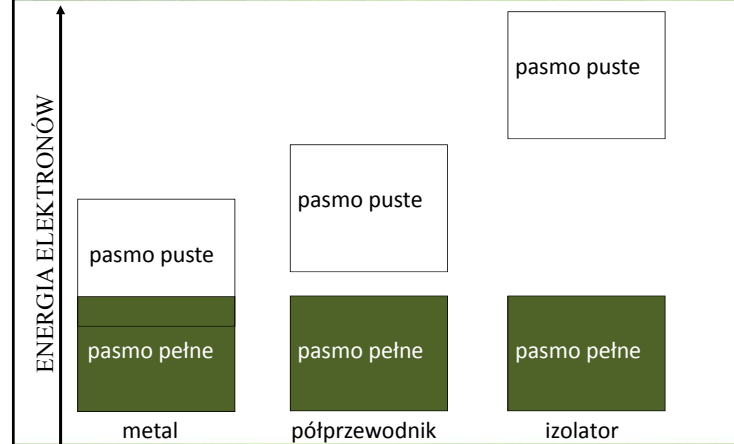 ENERGIA ELEKTRONÓW
pasmo puste
pasmo puste
pasmo puste
pasmo pełne
pasmo pełne
pasmo pełne
metal
półprzewodnik
izolator